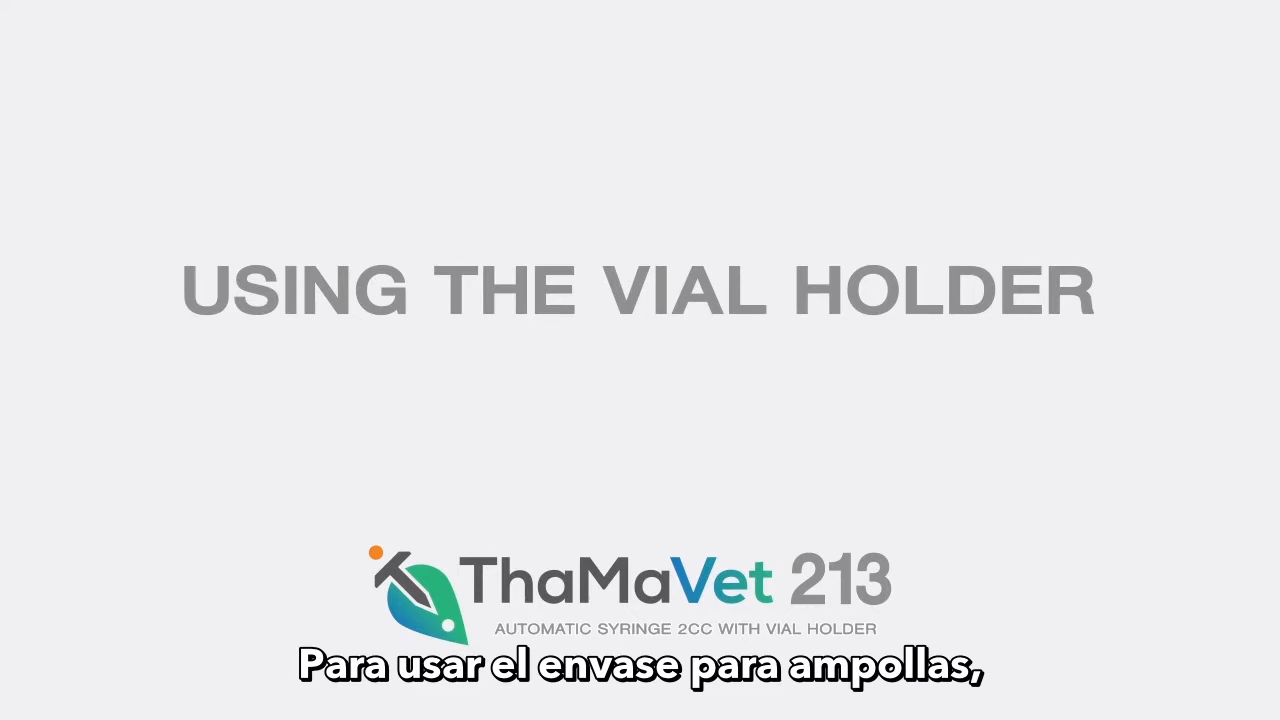 USING THE VIAL HOLDER
ThaMaVet 213
AUTOMATIC SYRINGE 2CC WITH VIAL HOLDER
Para usar el envase para ampollas,